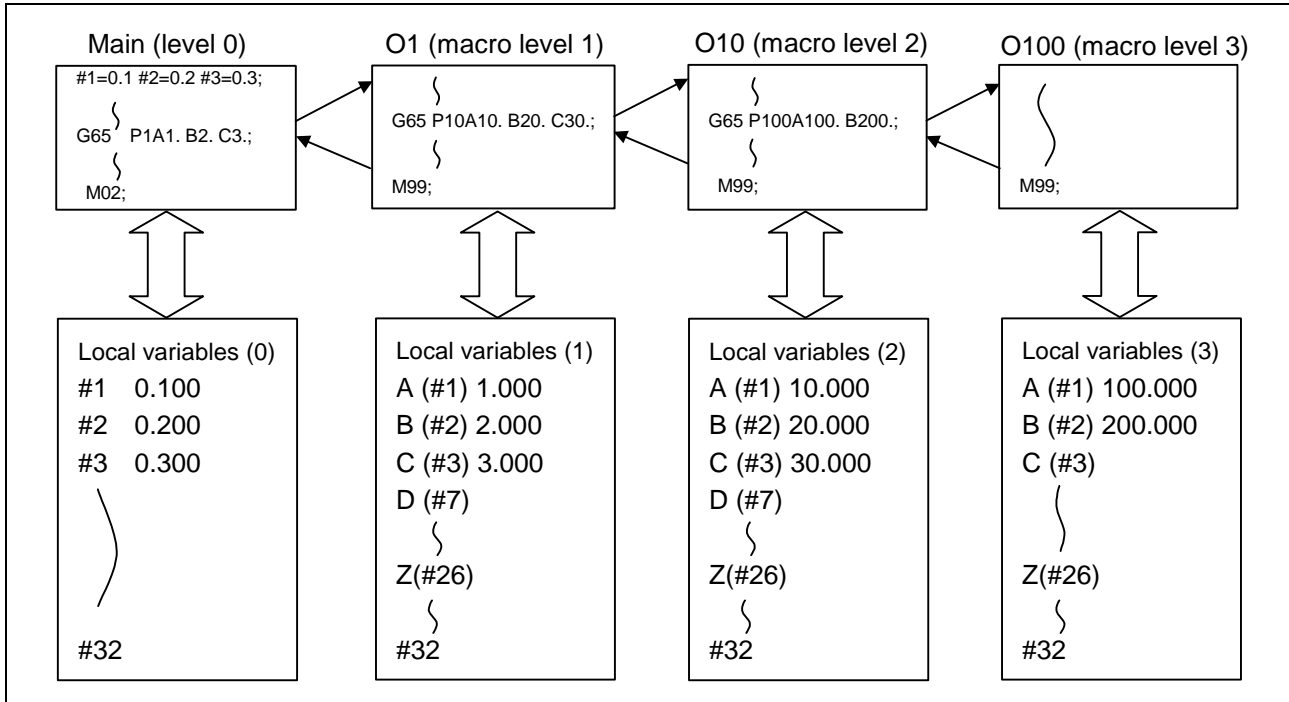 Main (level 0)
#1=0.1 #2=0.2 #3=0.3;
G65 P1A1. B2. C3.;
M02;
O1 (macro level 1)
G65 P10A10. B20. C30.;
M99;
O10 (macro level 2)
G65 P100A100. B200.;
M99;
O100 (macro level 3)
M99;
Local variables (0)
#1 0.100
#2 0.200
#3 0.300
#32
Local variables (1)
A (#1) 1.000
B (#2) 2.000
C (#3) 3.000
D (#7)
Z(#26)
#32
Local variables (2)
A (#1) 10.000
B (#2) 20.000
C (#3) 30.000
D (#7)
Z(#26)
#32
Local variables (3)
A (#1) 100.000
B (#2) 200.000
C (#3)
Z(#26)
#32